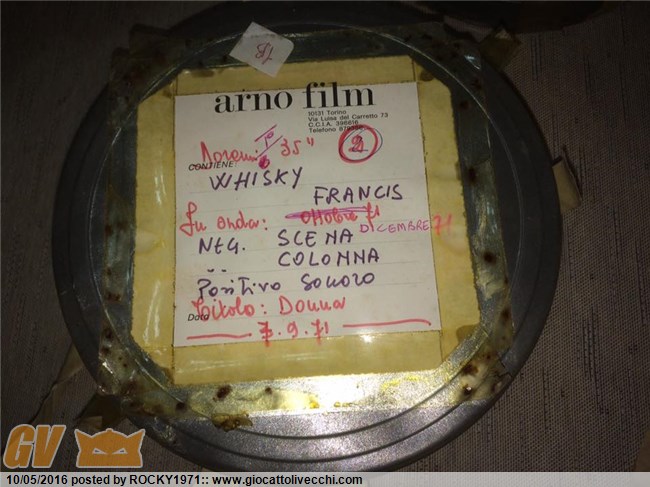 1B
arno film
10131 Torino
Via Luisa del Carretto 73
C.C.I.A. 396616
Telefono
35" 2
CONTIENE:
WHISKY
FRANCIS
In onda: ottobre 71
DICEMBRE 71
NEG. SCENA
" COLONNA
Positivo sonoro
Titolo: Donna
Data
7.9.71
GV
10/05/2016 posted by ROCKY1971:: www.giocattolivecchi.com